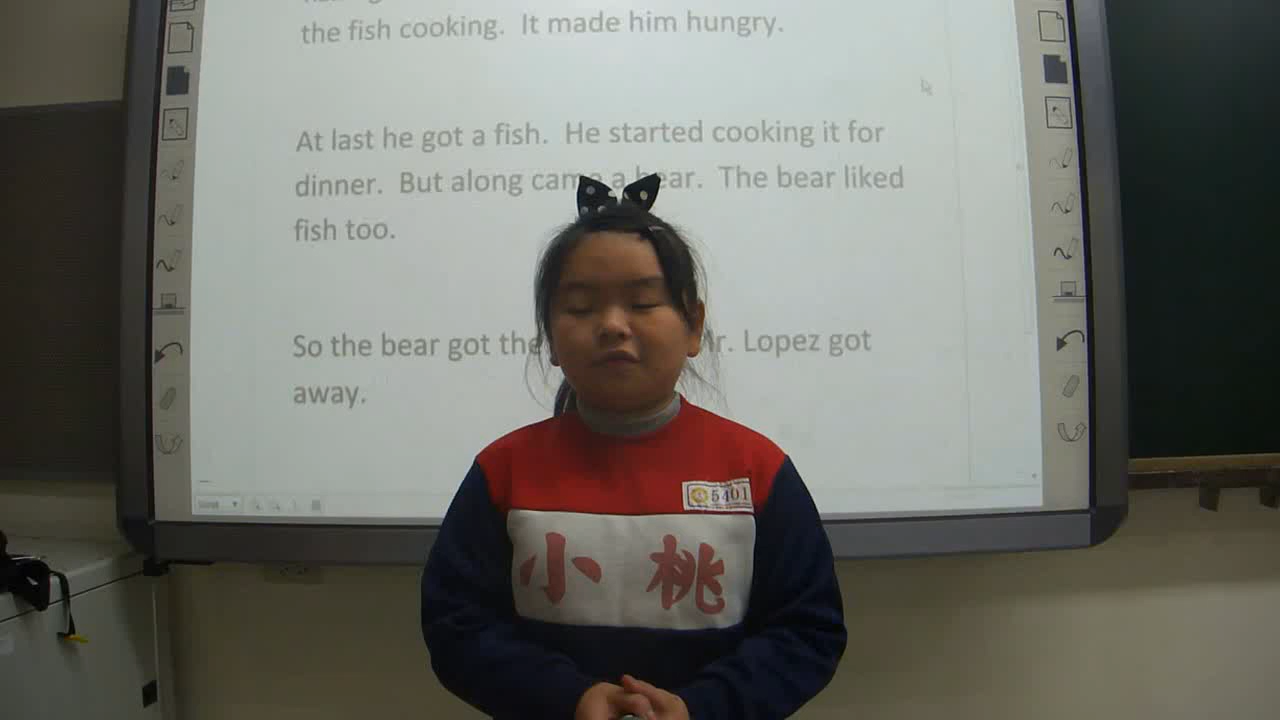 the fish cooking. It made him hungry.
At last he got a fish. He started cooking it for
dinner. But along came a bear. The bear liked
fish too.
So the bear got the Mr. Lopez got
away.
5401
小 桃